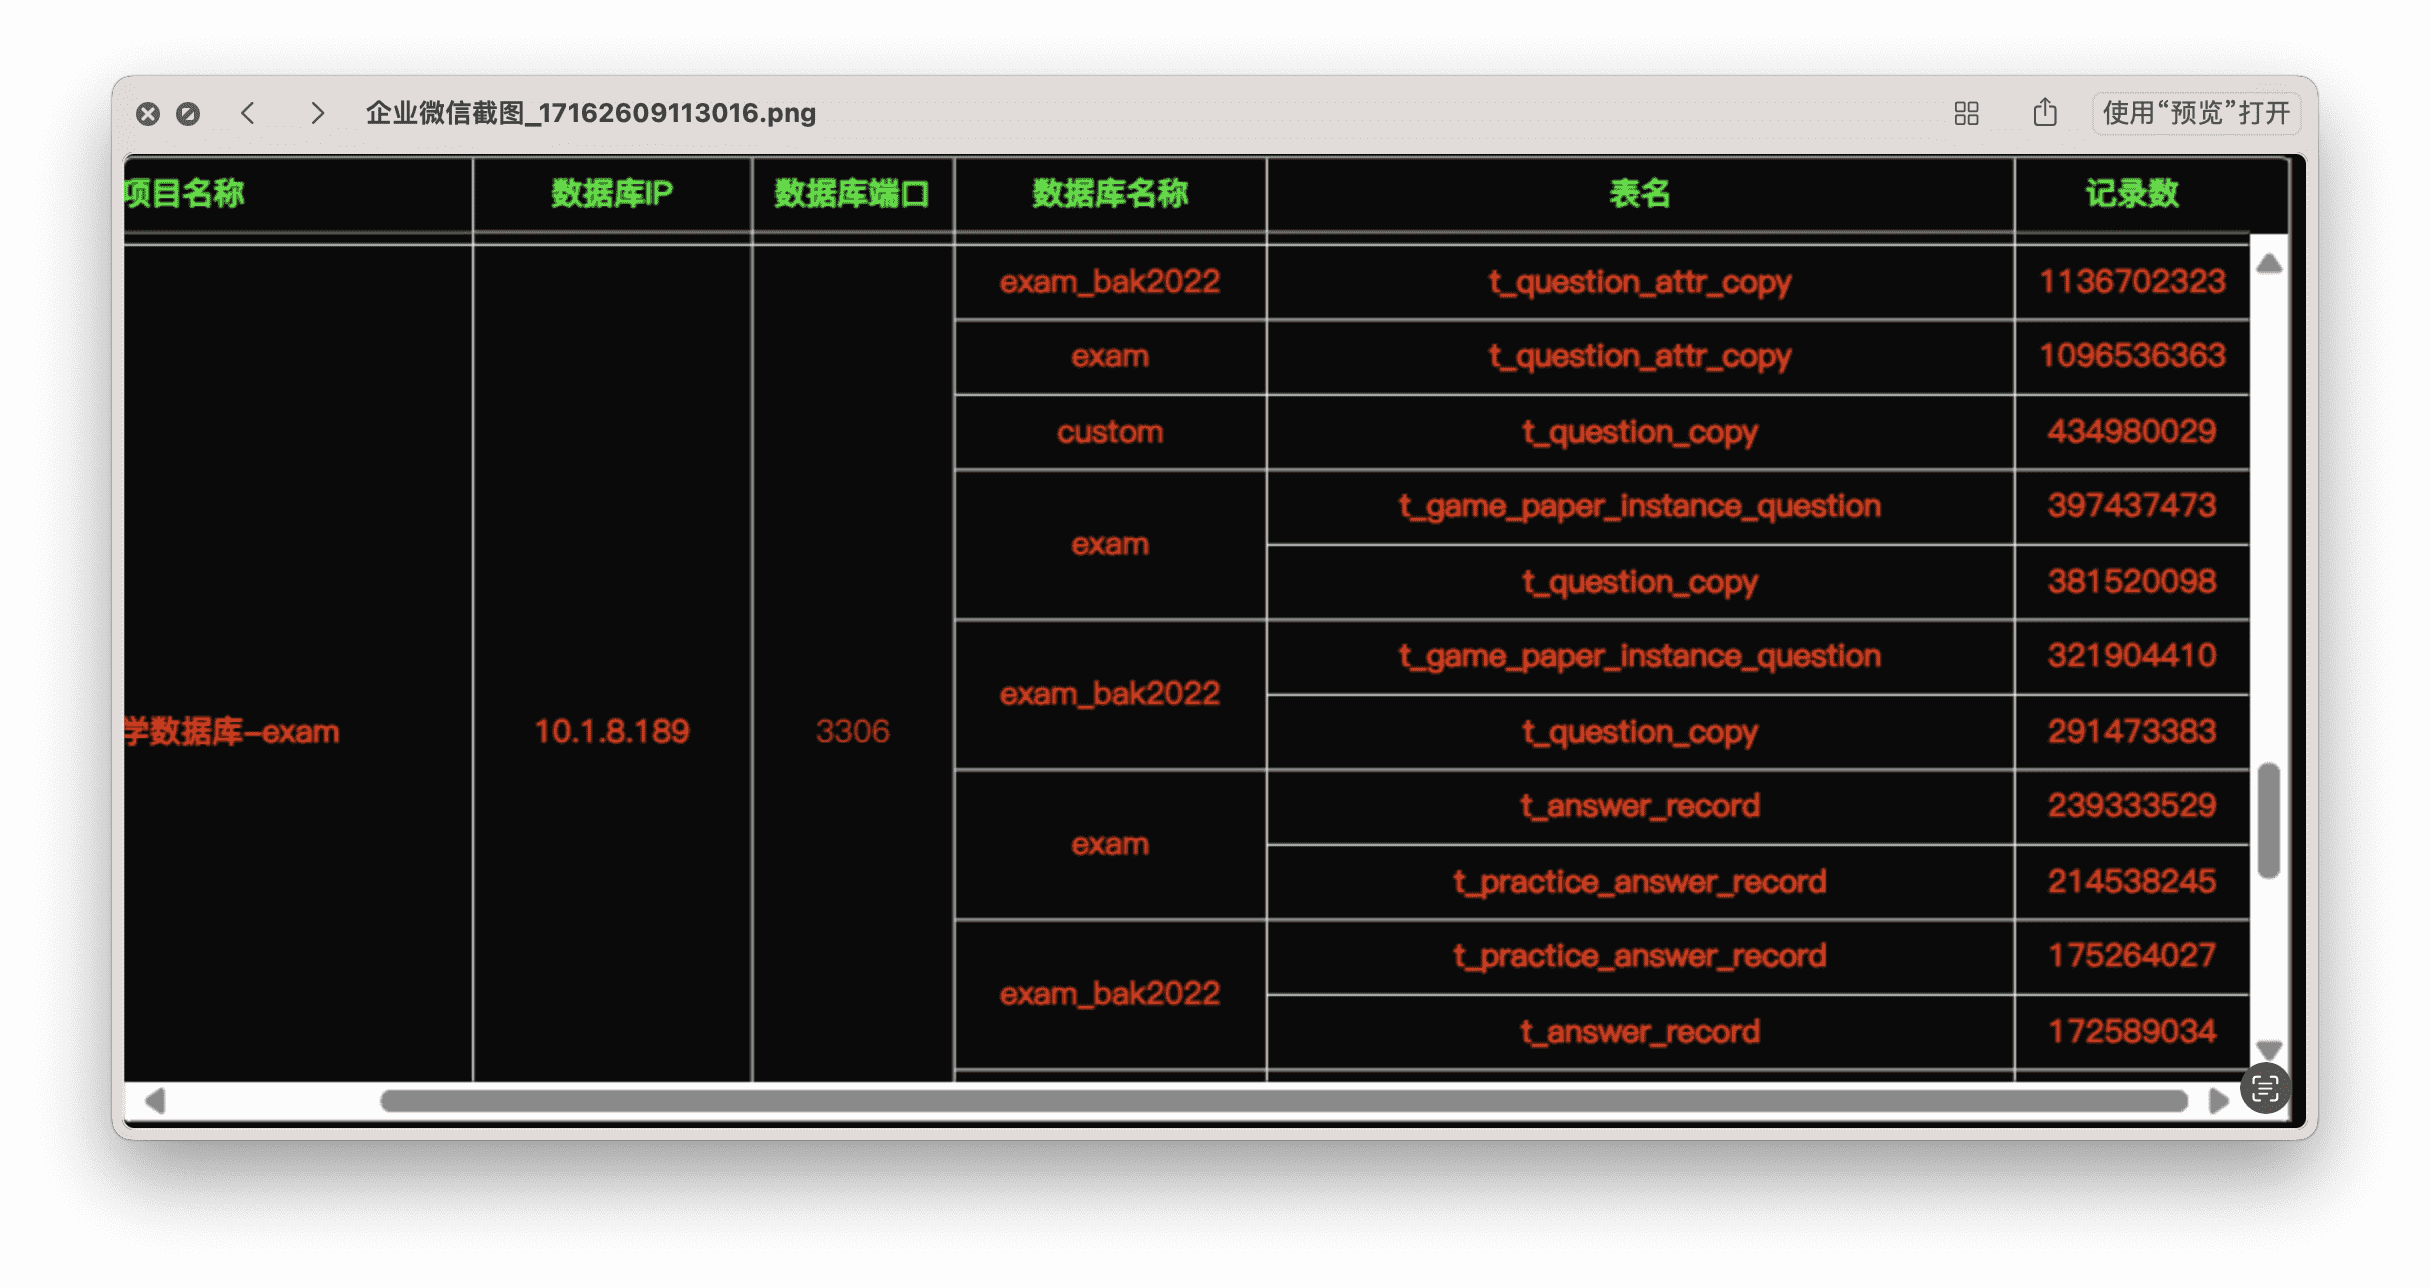 企业微信截图_17162609113016.png
使用“预览”打开
项目名称 数据库IP 数据库端口 数据库名称 表名 记录数
exam_bak2022 t_question_attr_copy 1136702323
exam t_question_attr_copy 1096536363
custom t_question_copy 434980029
t_game_paper_instance_question 397437473
exam
t_question_copy 381520098
t_game_paper_instance_question 321904410
exam_bak2022
学数据库-exam 10.1.8.189 3306 t_question_copy 291473383
t_answer_record 239333529
exam
t_practice_answer_record 214538245
t_practice_answer_record 175264027
exam_bak2022
t_answer_record 172589034